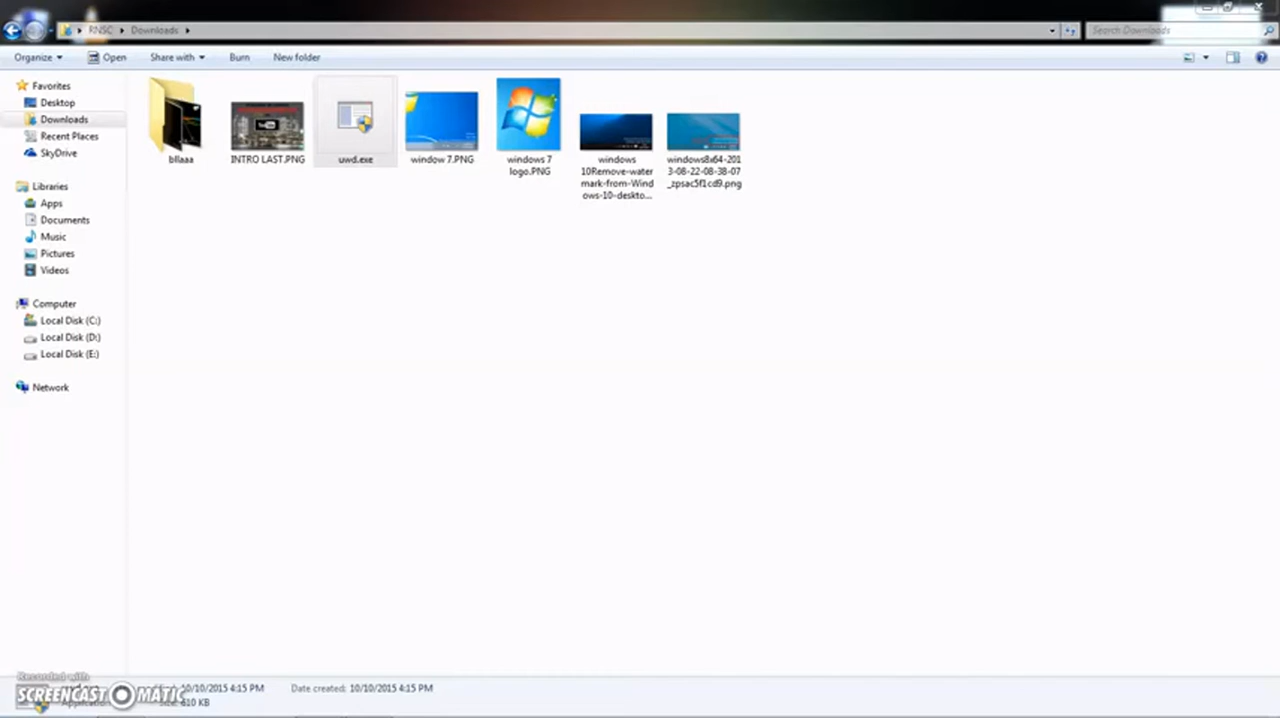 RNSC Downloads
Search Downloads
Organize Open Share with Burn New folder
Favorites
Desktop
Downloads
Recent Places
SkyDrive
Libraries
Apps
Documents
Music
Pictures
Videos
Computer
Local Disk (C:)
Local Disk (D:)
Local Disk (E:)
Network
bllaaa
INTRO LAST.PNG
uwd.exe
window 7.PNG
windows 7
logo.PNG
windows
10Remove-water
mark-from-Wind
ows-10-deskto...
windows8x64-201
3-08-22-08-38-07
_zpsac5f1cd9.png
Recorded with
SCREENCAST MATIC
10/10/2015 4:15 PM Date created: 10/10/2015 4:15 PM
Size: 810 KB